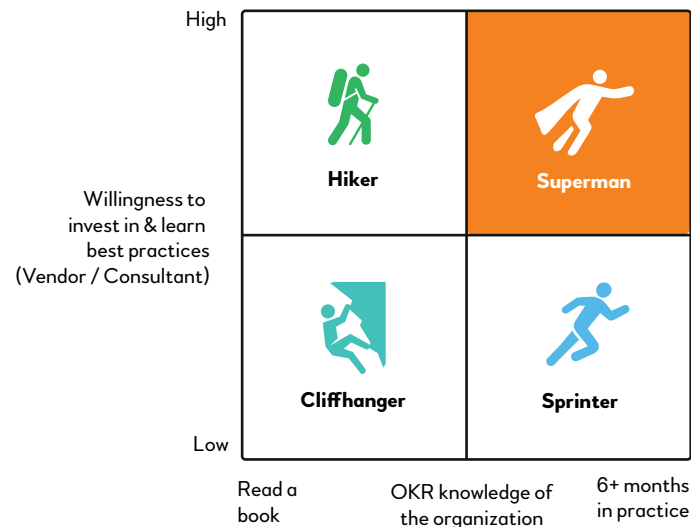 High
Hiker
Superman
Willingness to
invest in & learn
best practices
(Vendor / Consultant)
Cliffhanger
Sprinter
Low
Read a
book
OKR knowledge of
the organization
6+ months
in practice